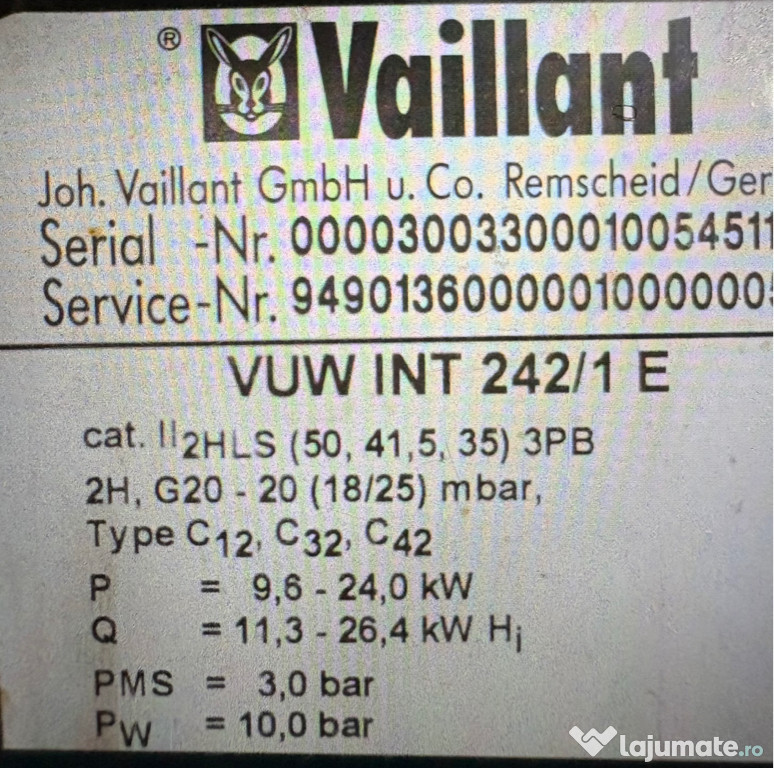 ® Vaillant
Joh. Vaillant GmbH u. Co. Remscheid/Ger
Serial -Nr. 00003003300010054511
Service-Nr. 9490136000000100000005
VUW INT 242/1 E
cat. II2HLS (50, 41,5, 35) 3PB
2H, G20 - 20 (18/25) mbar,
Type C12, C32, C42
P = 9,6 - 24,0 kW
Q = 11,3 - 26,4 kW Hi
PMS = 3,0 bar
PW = 10,0 bar
lajumate.ro